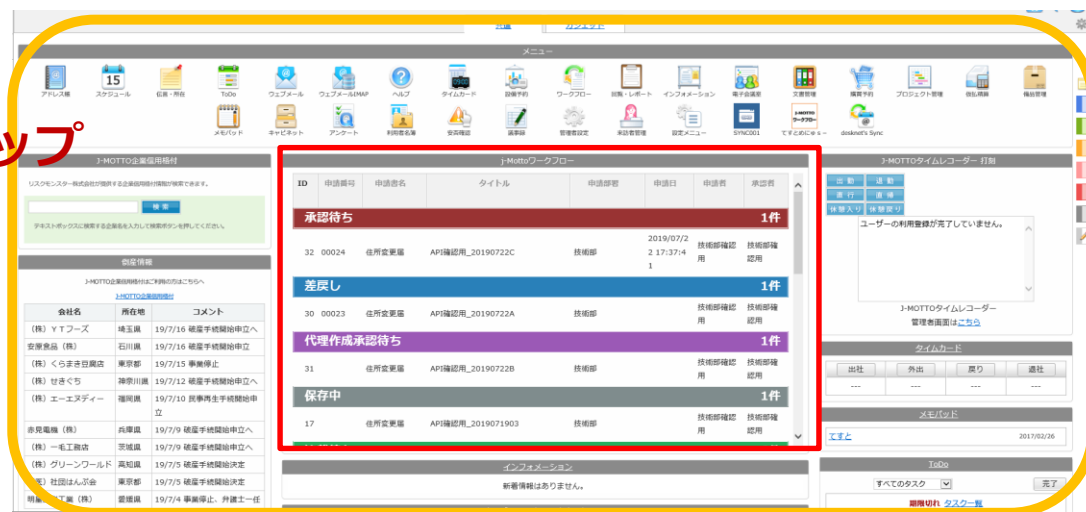 共通 ガジェット
メニュー
アドレス帳 スケジュール 伝言・所在 ToDo ウェブメール ウェブメールIMAP ヘルプ タイムカード 設備予約 ワークフロー 回覧・レポート インフォメーション 電子会議室 文書管理 購買予約 プロジェクト管理 仮払精算 備品管理
15
メモパッド キャビネット アンケート 利用者名簿 安否確認 議事録 管理者設定 来訪者管理 設定メニュー SYNC001 desknet's Sync
ップ
J-MOTTO企業信用格付
リスクモンスター株式会社が提供する企業信用格付情報が検索できます。
検索
テキストボックスに検索する企業名を入力して検索ボタンを押してください。
倒産情報
J-MOTTO企業信用格付はご利用の方はこちらへ
J-MOTTO企業信用格付
会社名 所在地 コメント
(株) ＹＴフーズ 埼玉県 19/7/16 破産手続開始申立へ
安原食品 (株) 石川県 19/7/16 破産手続開始申立
(株) くらまき豆腐店 東京都 19/7/15 事業停止
(株) せきぐち 神奈川県 19/7/12 破産手続開始申立へ
(株) エーエヌディー 福岡県 19/7/10 民事再生手続開始申立
赤見電機 (株) 兵庫県 19/7/9 破産手続開始申立へ
(株) 一毛工務店 茨城県 19/7/9 破産手続開始申立へ
(株) グリーンワールド 高知県 19/7/5 破産手続開始決定
社団はんぷ会 東京都 19/7/5 破産手続開始決定
工業 (株) 愛媛県 19/7/4 事業停止、弁護士一任
J-Mottoワークフロー
ID 申請番号 申請書名 タイトル 申請部署 申請日 申請者 承認者
承認待ち 1件
32 00024 住所変更届 API確認用_20190722C 技術部 2019/07/22 17:37:41 技術部確認用 技術部確認用
差戻し 1件
30 00023 住所変更届 API確認用_20190722A 技術部 技術部確認用 技術部確認用
代理作成承認待ち 1件
31 住所変更届 API確認用_20190722B 技術部 技術部確認用 技術部確認用
保存中 1件
17 住所変更届 API確認用_2019071903 技術部 技術部確認用 技術部確認用
インフォメーション
新着情報はありません。
J-MOTTOタイムレコーダー 打刻
出勤 退勤
直行 直帰
休憩入り 休憩戻り
ユーザーの利用登録が完了していません。
J-MOTTOタイムレコーダー
管理者画面はこちら
タイムカード
出社 外出 戻り 退社
--- --- --- ---
メモパッド
てすと 2017/02/26
ToDo
すべてのタスク 完了
期限切れ タスク一覧